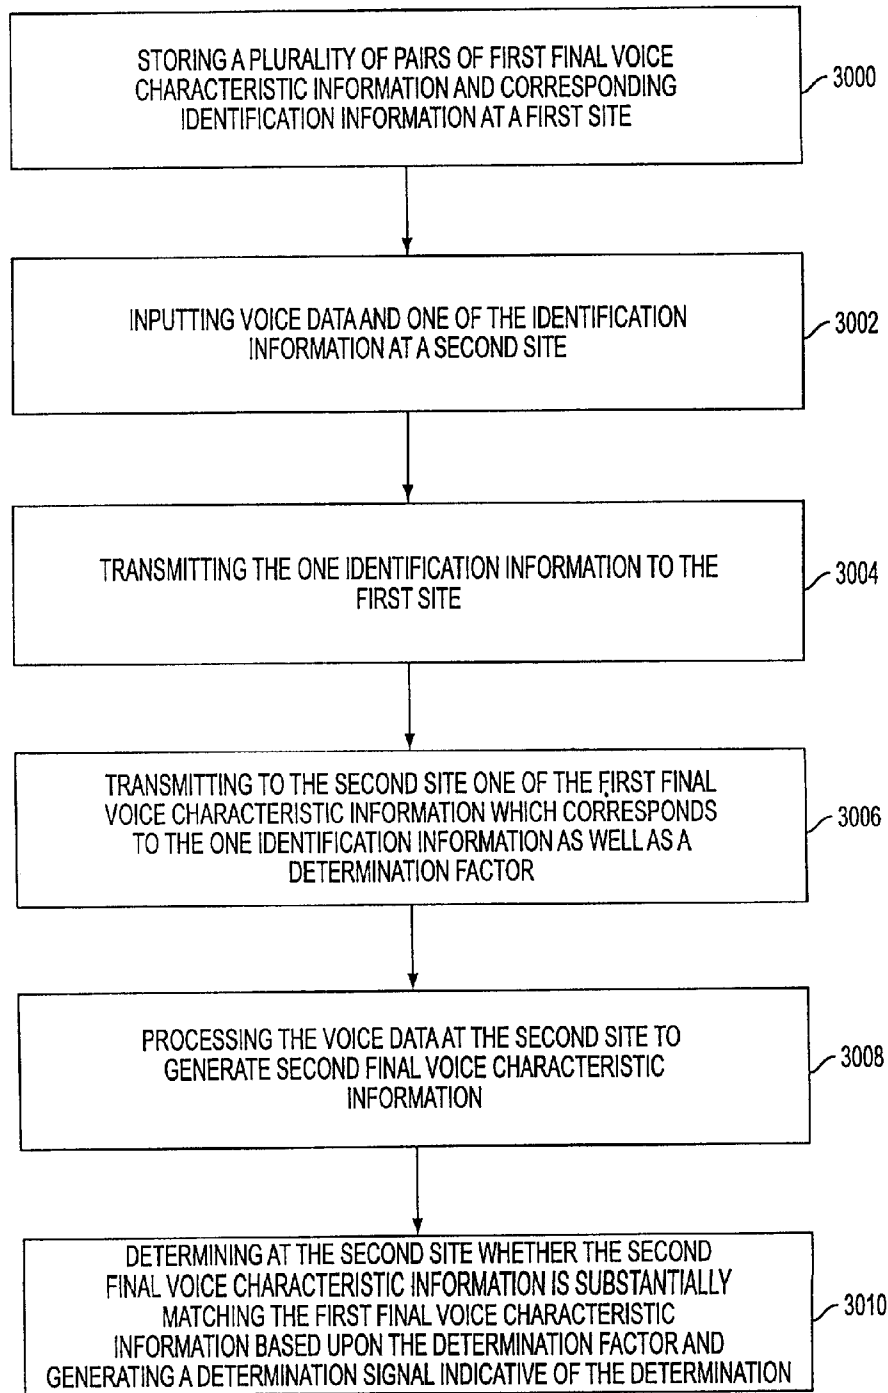 STORING A PLURALITY OF PAIRS OF FIRST FINAL VOICE
CHARACTERISTIC INFORMATION AND CORRESPONDING
IDENTIFICATION INFORMATION AT A FIRST SITE
3000
INPUTTING VOICE DATA AND ONE OF THE IDENTIFICATION
INFORMATION AT A SECOND SITE
3002
TRANSMITTING THE ONE IDENTIFICATION INFORMATION TO THE
FIRST SITE
3004
TRANSMITTING TO THE SECOND SITE ONE OF THE FIRST FINAL
VOICE CHARACTERISTIC INFORMATION WHICH CORRESPONDS
TO THE ONE IDENTIFICATION INFORMATION AS WELL AS A
DETERMINATION FACTOR
3006
PROCESSING THE VOICE DATA AT THE SECOND SITE TO
GENERATE SECOND FINAL VOICE CHARACTERISTIC
INFORMATION
3008
DETERMINING AT THE SECOND SITE WHETHER THE SECOND
FINAL VOICE CHARACTERISTIC INFORMATION IS SUBSTANTIALLY
MATCHING THE FIRST FINAL VOICE CHARACTERISTIC
INFORMATION BASED UPON THE DETERMINATION FACTOR AND
GENERATING A DETERMINATION SIGNAL INDICATIVE OF THE DETERMINATION
3010